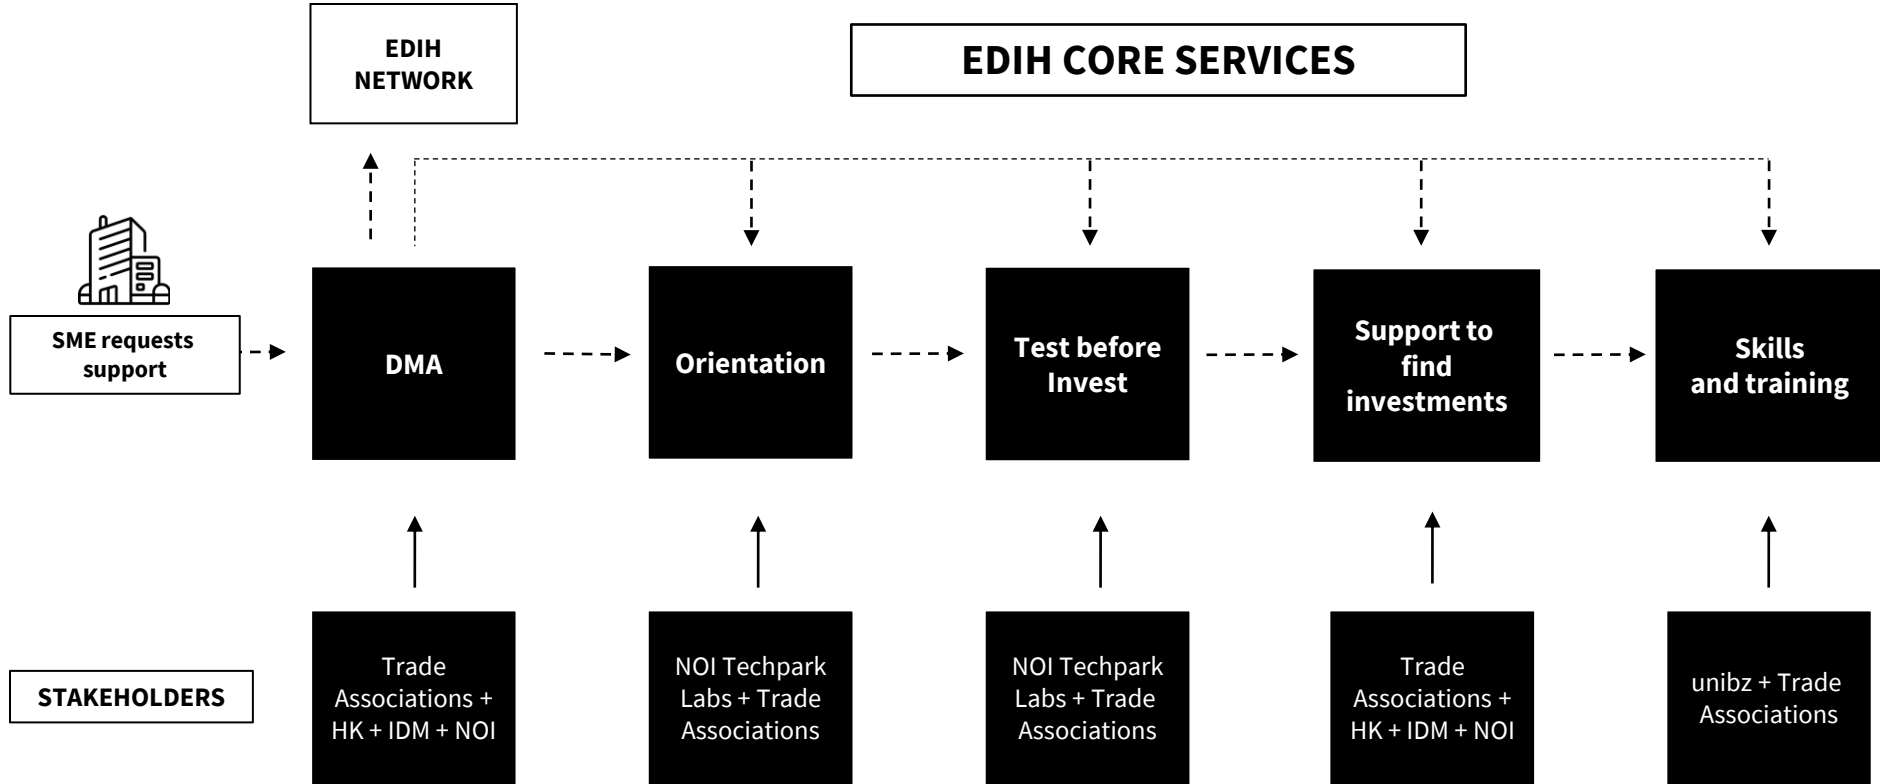 EDIH
NETWORK
EDIH CORE SERVICES
SME requests
support
DMA
Orientation
Test before
Invest
Support to
find
investments
Skills
and training
STAKEHOLDERS
Trade
Associations +
HK + IDM + NOI
NOI Techpark
Labs + Trade
Associations
NOI Techpark
Labs + Trade
Associations
Trade
Associations +
HK + IDM + NOI
unibz + Trade
Associations